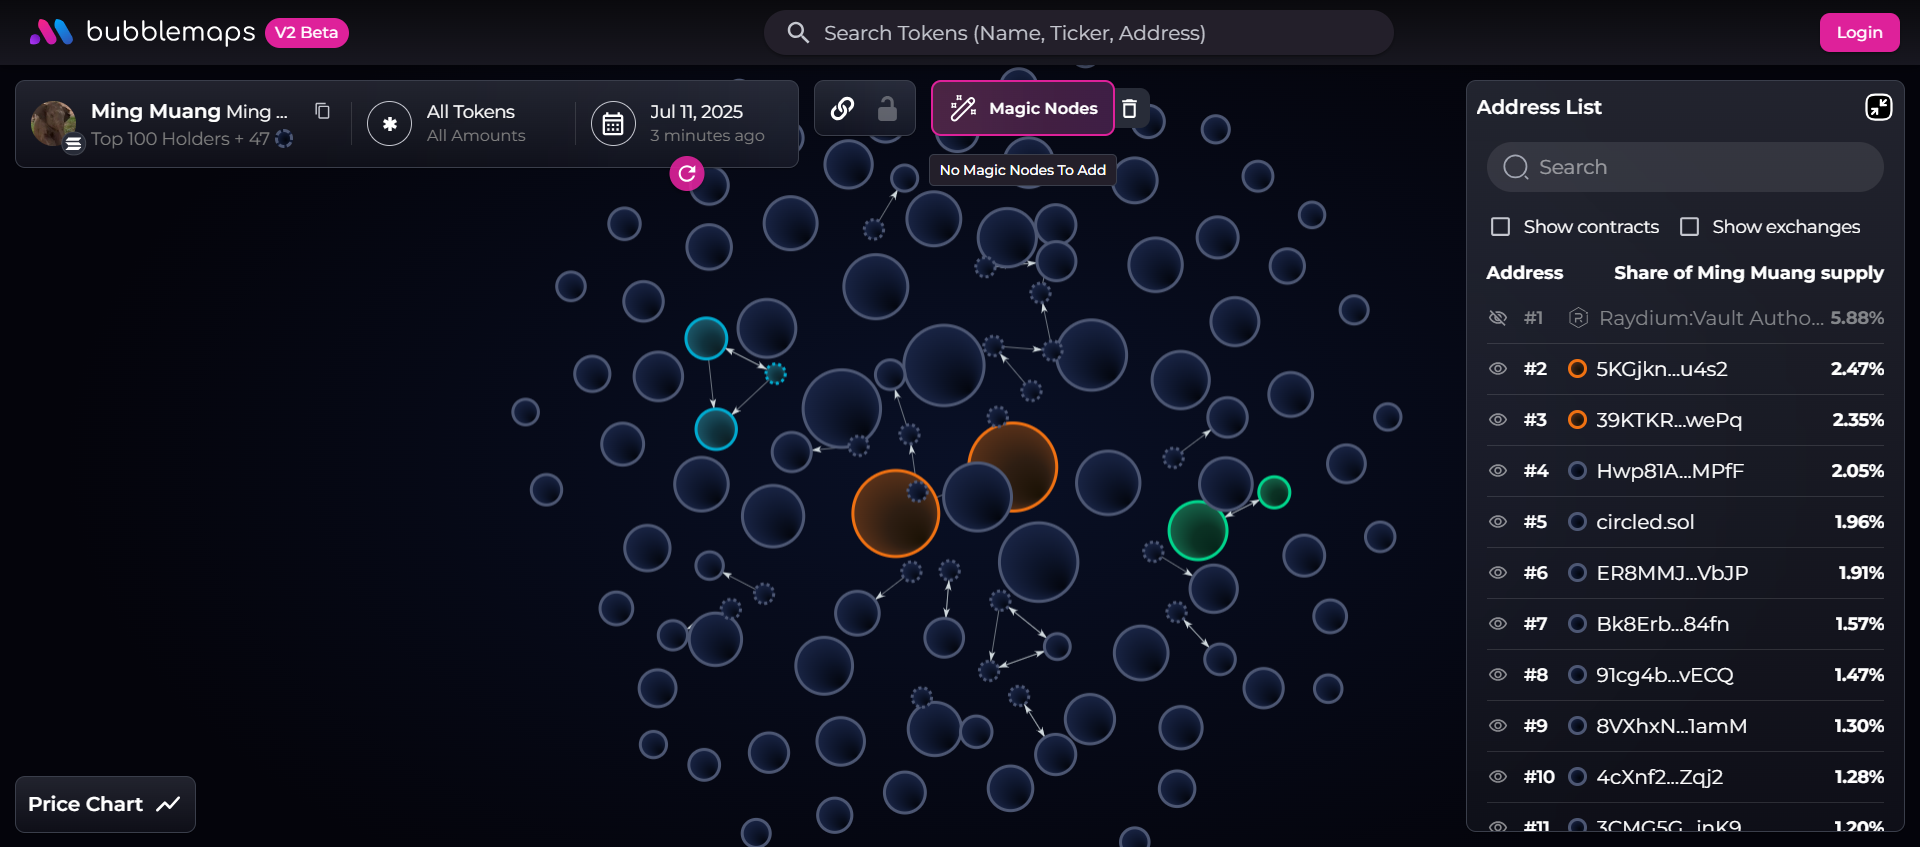 bubblemaps V2 Beta
Search Tokens (Name, Ticker, Address)
Login
Ming Muang Ming ...
Top 100 Holders + 47
All Tokens
All Amounts
Jul 11, 2025
3 minutes ago
Magic Nodes
No Magic Nodes To Add
Address List
Search
Show contracts
Show exchanges
Address Share of Ming Muang supply
#1 Raydium:Vault Autho... 5.88%
#2 5KGjkn...u4s2 2.47%
#3 39KTKR...wePq 2.35%
#4 Hwp81A...MPfF 2.05%
#5 circled.sol 1.96%
#6 ER8MMJ...VbJP 1.91%
#7 Bk8Erb...84fn 1.57%
#8 91cg4b...vECQ 1.47%
#9 8VXhxN...1amM 1.30%
#10 4cXnf2...Zqj2 1.28%
#11 3CMG5G...jnK9 1.20%
Price Chart